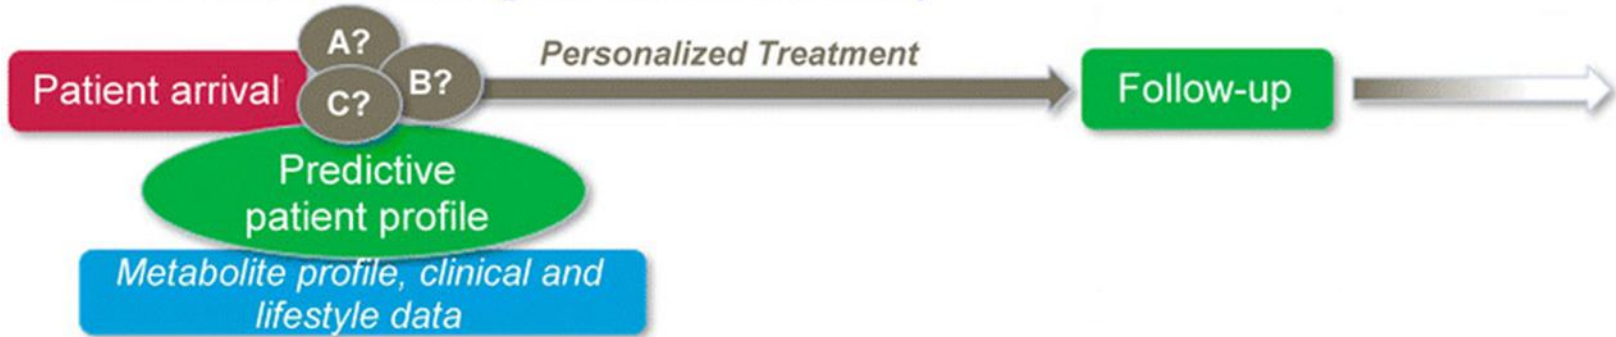 A?
B?
C?
Patient arrival
Personalized Treatment
Follow-up
Predictive
patient profile
Metabolite profile, clinical and
lifestyle data